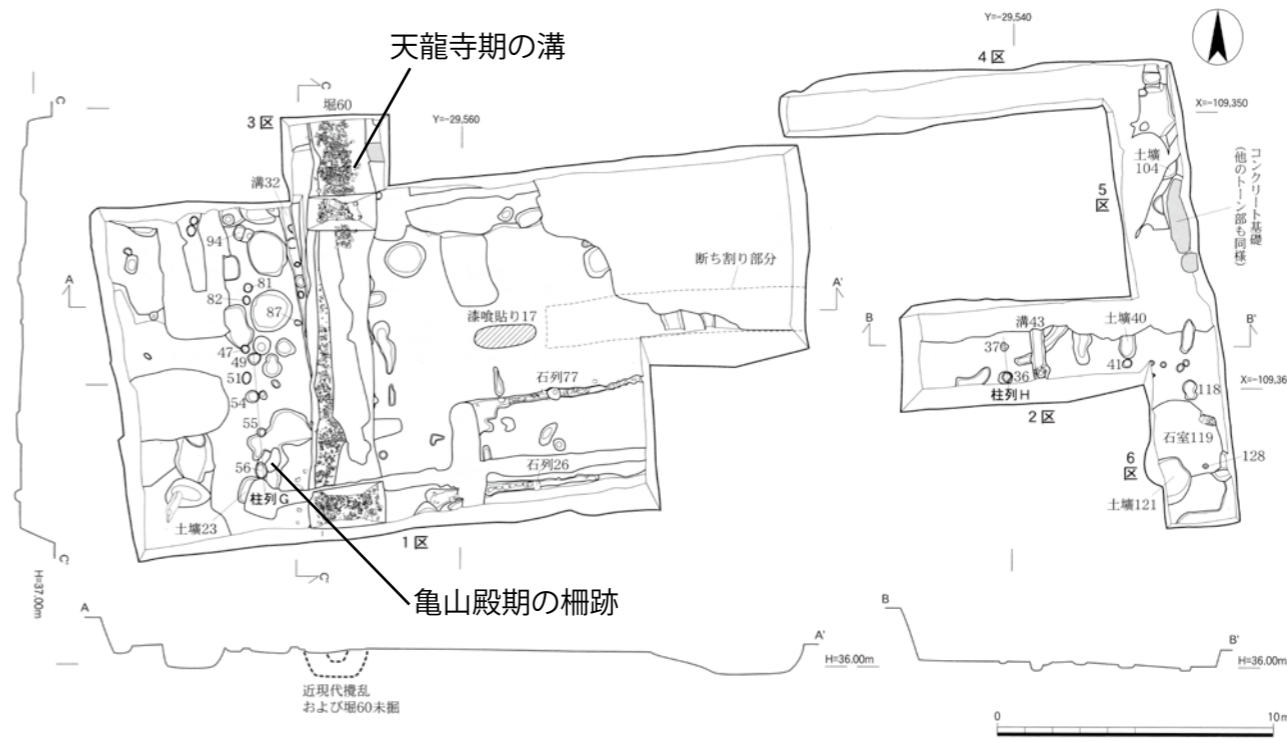 天龍寺期の溝
Y=-29,540
4区
C
C
堀60
3区
Y=-29,560
X=-109,350
土壙
104
コンクリート基礎
(他のトーン部も同様)
溝32
5
区
94
断ち割り部分
A
81
A'
82
87
漆喰貼り17
B
溝43
土壙40
B'
47
37
49
51
石列77
36
41
X=-109,36
54
柱列H
118
55
2区
石室119
56
石列26
6
区
128
柱列G
土壙121
土壙23
1区
C'
C'
H=37.00m
亀山殿期の柵跡
A
A'
H=36.00m
B
B'
H=36.00m
近現代攪乱
および堀60未掘
0
10m